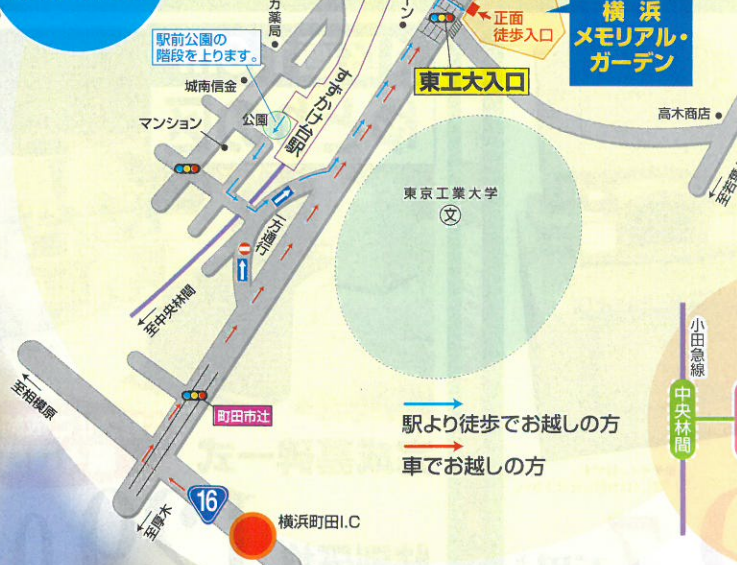 力薬局
ーン
正面
徒歩入口
横浜
メモリアル・
ガーデン
駅前公園の
階段を上ります。
東工大入口
城南信金
すずかけ台駅
公園
マンション
高木商店
東京工業大学
文
一方通行
至中央林間
小田急線
至相模原
町田市辻
中央林間
駅より徒歩でお越しの方
車でお越しの方
16
横浜町田I.C
至厚木